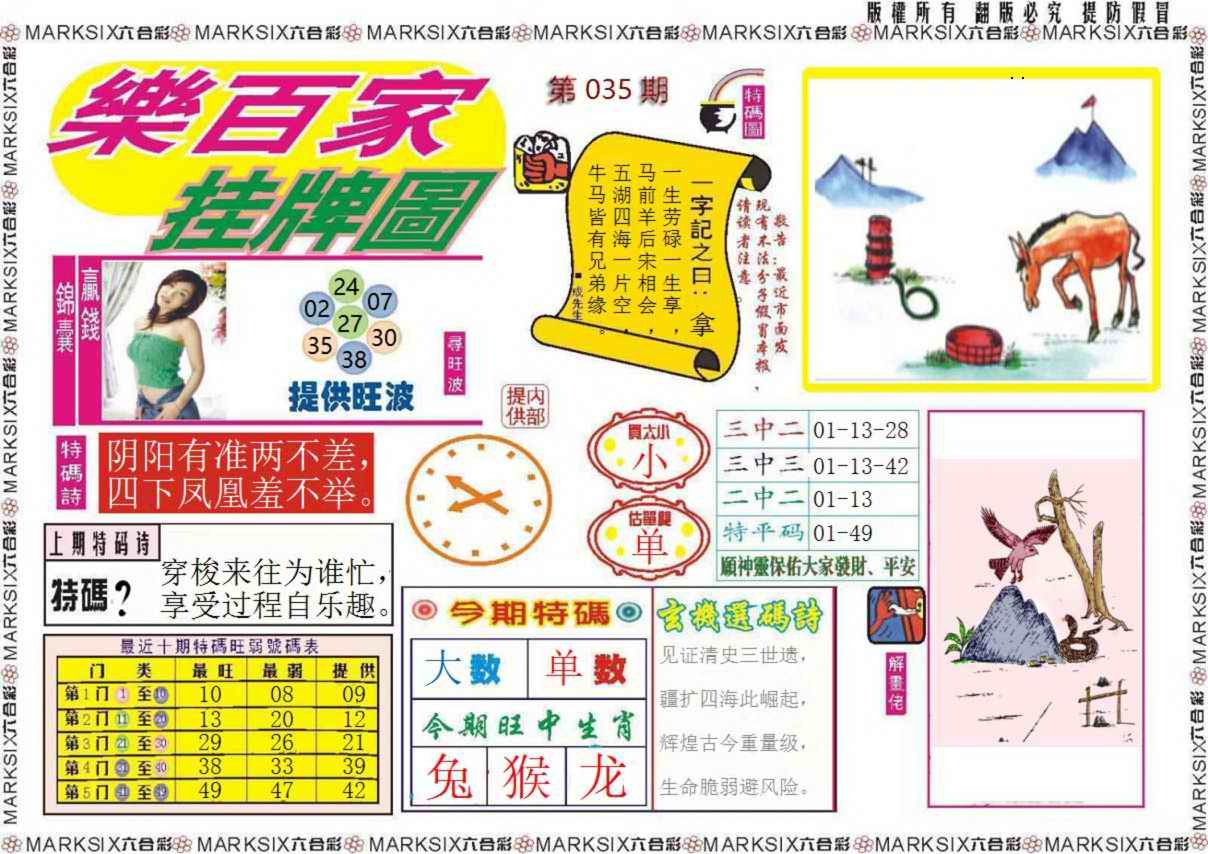 版權所有 翻版必究 提防假冒
MARKSIX六合彩 MARKSIX六合彩 MARKSIX六合彩 MARKSIX六合彩 MARKSIX六合彩 MARKSIX六合彩 MARKSIX六合彩
樂百家
挂牌圖
第 035 期
特碼圖
一字記之曰：拿
一生劳碌一生享，
马前羊后宋相会，
五湖四海一片空，
牛马皆有兄弟缘。
■成先生
敬告：最近市面发
现有不法分子假冒本报，
请读者注意。
赢錢
錦囊
24
02 07
27
35 30
38
提供旺波
尋旺波
内部
提供
特碼詩
阴阳有准两不差，
四下凤凰羞不举。
上期特码诗
特碼？
穿梭来往为谁忙，
享受过程自乐趣。
買大小
小
估單雙
单
三中二 01-13-28
三中三 01-13-42
二中二 01-13
特平码 01-49
願神靈保佑大家發財、平安
最近十期特碼旺弱號碼表
门 类 最 旺 最 弱 提 供
第1门 1 至 10 10 08 09
第2门 11 至 20 13 20 12
第3门 21 至 30 29 26 21
第4门 31 至 40 38 33 39
第5门 41 至 49 49 47 42
今期特碼
大数 单数
今期旺中生肖
兔 猴 龙
玄機選碼詩
见证清史三世遗，
疆扩四海此崛起，
辉煌古今重量级，
生命脆弱避风险。
解畫佬
MARKSIX六合彩 MARKSIX六合彩 MARKSIX六合彩 MARKSIX六合彩 MARKSIX六合彩 MARKSIX六合彩 MARKSIX六合彩